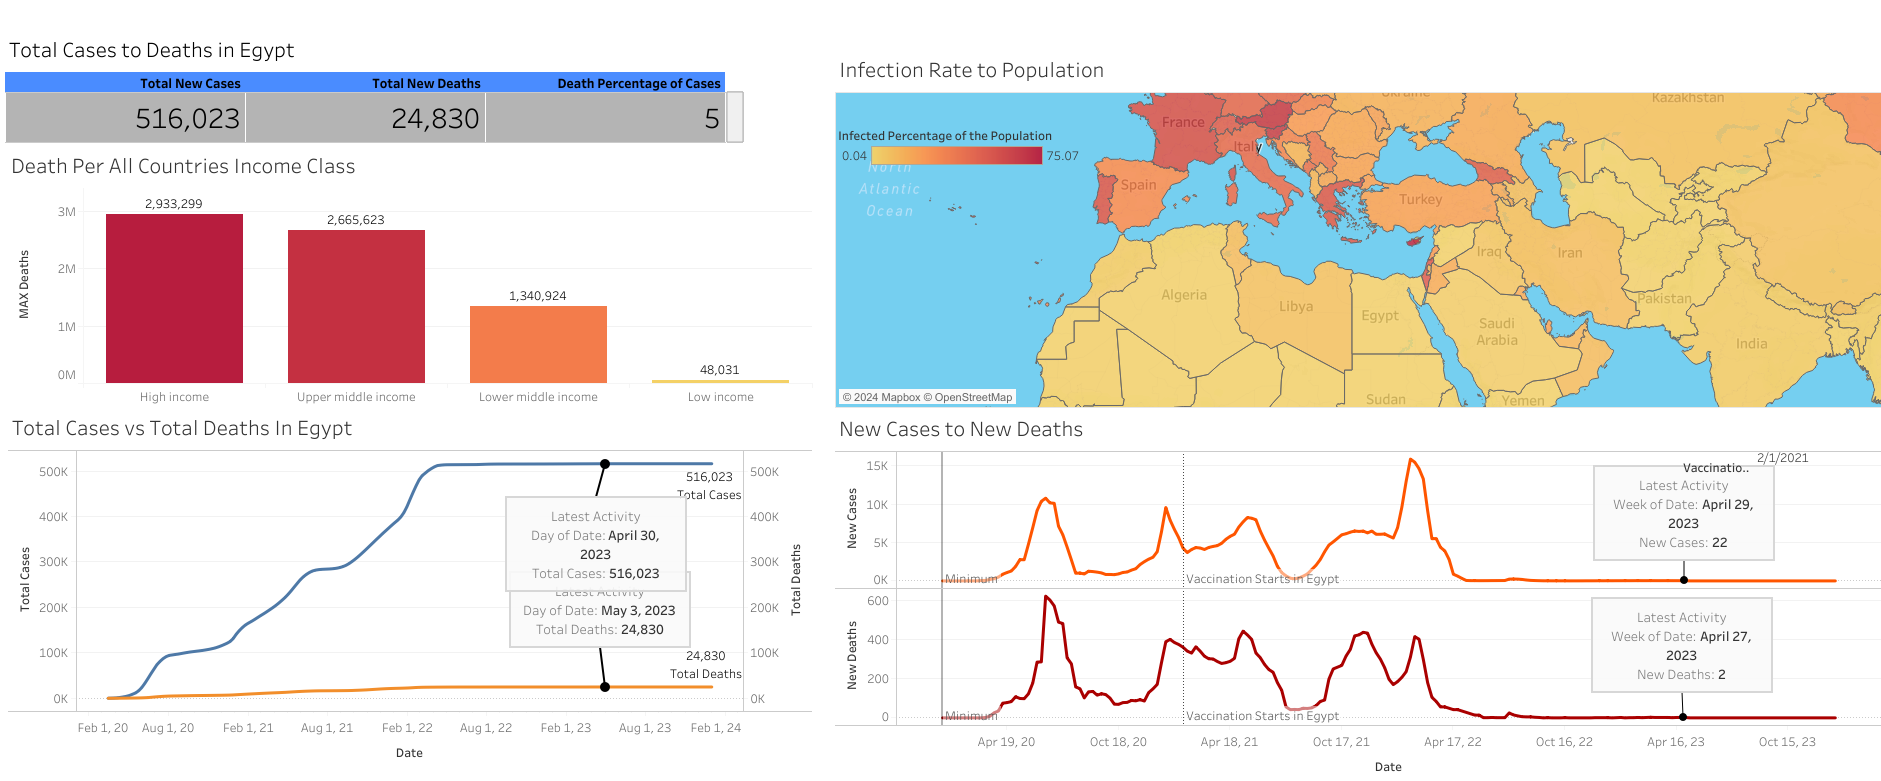 Total Cases to Deaths in Egypt
Total New Cases
Total New Deaths
Death Percentage of Cases
516,023
24,830
5
Death Per All Countries Income Class
MAX Deaths
3M
2M
1M
0M
2,933,299
2,665,623
1,340,924
48,031
High income
Upper middle income
Lower middle income
Low income
Infection Rate to Population
Infected Percentage of the Population
0.04
75.07
North
Atlantic
Ocean
France
Italy
Spain
Ukraine
Kazakhstan
Turkey
Iraq
Iran
Algeria
Libya
Egypt
Saudi
Arabia
Pakistan
India
Sudan
Yemen
© 2024 Mapbox © OpenStreetMap
Total Cases vs Total Deaths In Egypt
Total Cases
500K
400K
300K
200K
100K
0K
516,023
Total Cases
Latest Activity
Day of Date: April 30,
2023
Total Cases: 516,023
Latest Activity
Day of Date: May 3, 2023
Total Deaths: 24,830
24,830
Total Deaths
500K
400K
300K
200K
100K
0K
Total Deaths
Feb 1, 20
Aug 1, 20
Feb 1, 21
Aug 1, 21
Feb 1, 22
Aug 1, 22
Feb 1, 23
Aug 1, 23
Feb 1, 24
Date
New Cases to New Deaths
New Cases
15K
10K
5K
0K
Minimum
Vaccination Starts in Egypt
2/1/2021
Vaccinatio..
Latest Activity
Week of Date: April 29,
2023
New Cases: 22
New Deaths
600
400
200
0
Minimum
Vaccination Starts in Egypt
Latest Activity
Week of Date: April 27,
2023
New Deaths: 2
Apr 19, 20
Oct 18, 20
Apr 18, 21
Oct 17, 21
Apr 17, 22
Oct 16, 22
Apr 16, 23
Oct 15, 23
Date